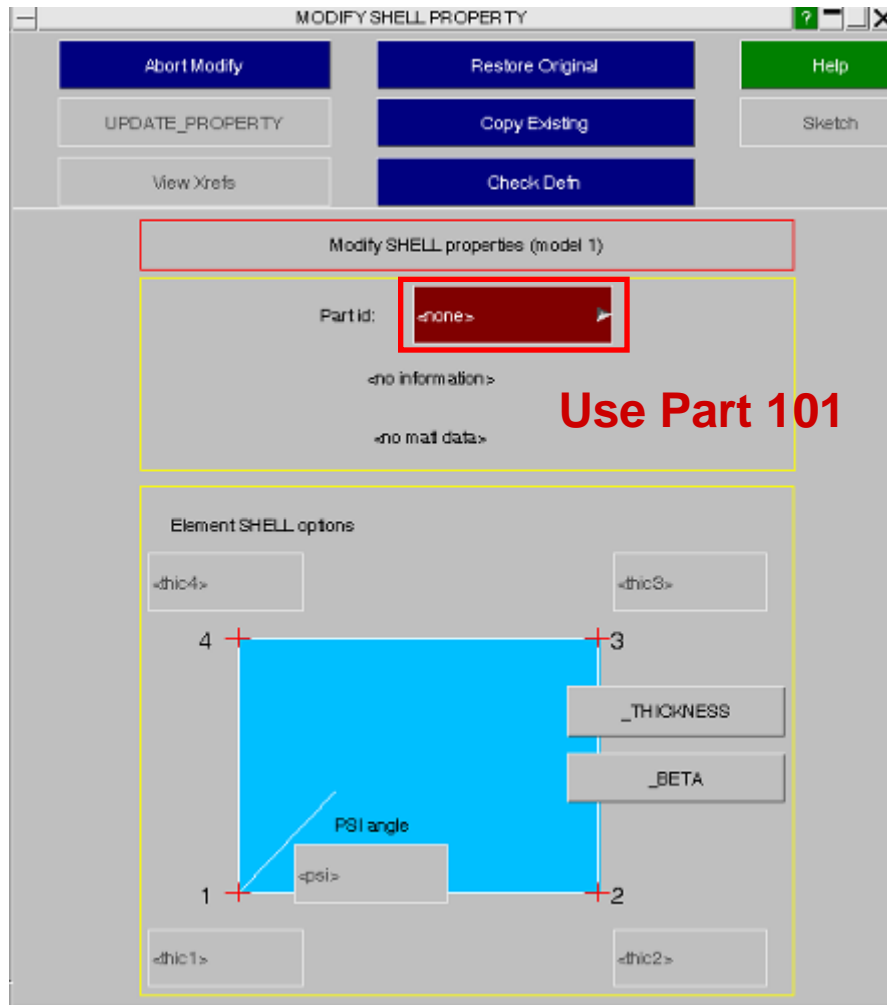 MODIFY SHELL PROPERTY ?
Abort Modify Restore Original Help
UPDATE_PROPERTY Copy Existing Sketch
View Xrefs Check Defn
Modify SHELL properties (model 1)
Part id: <none>
<no information>
Use Part 101
<no matl data>
Element SHELL options
<thic4> <thic3>
4 3
_THICKNESS
_BETA
PSI angle
<psi>
1 2
<thic1> <thic2>